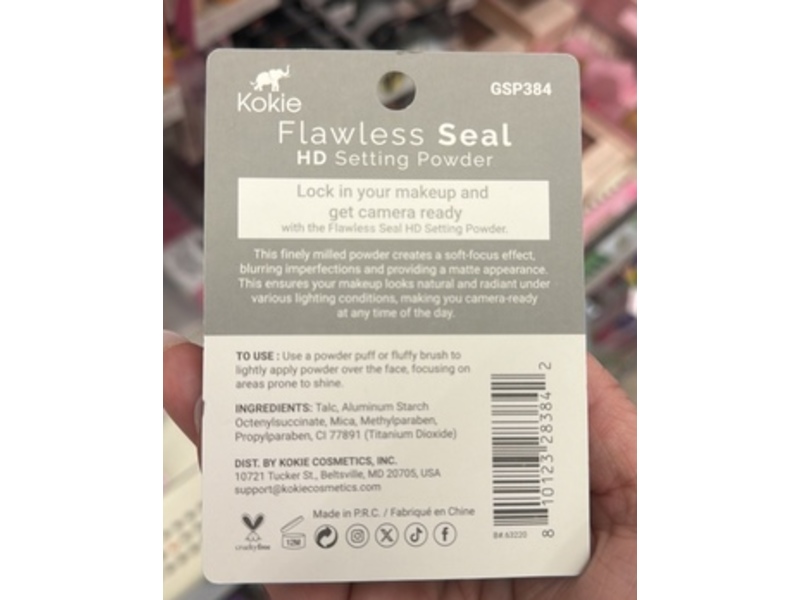 Kokie
GSP384
Flawless Seal
HD Setting Powder
Lock in your makeup and
get camera ready
with the Flawless Seal HD Setting Powder.
This finely milled powder creates a soft-focus effect,
blurring imperfections and providing a matte appearance.
This ensures your makeup looks natural and radiant under
various lighting conditions, making you camera-ready
at any time of the day.
TO USE : Use a powder puff or fluffy brush to
lightly apply powder over the face, focusing on
areas prone to shine.
INGREDIENTS: Talc, Aluminum Starch
Octenylsuccinate, Mica, Methylparaben,
Propylparaben, CI 77891 (Titanium Dioxide)
DIST. BY KOKIE COSMETICS, INC.
10721 Tucker St., Beltsville, MD 20705, USA
support@kokiecosmetics.com
Made in P.R.C. / Fabriqué en Chine
crueltyfree
12M
B# 63220
8 10123 28384 2